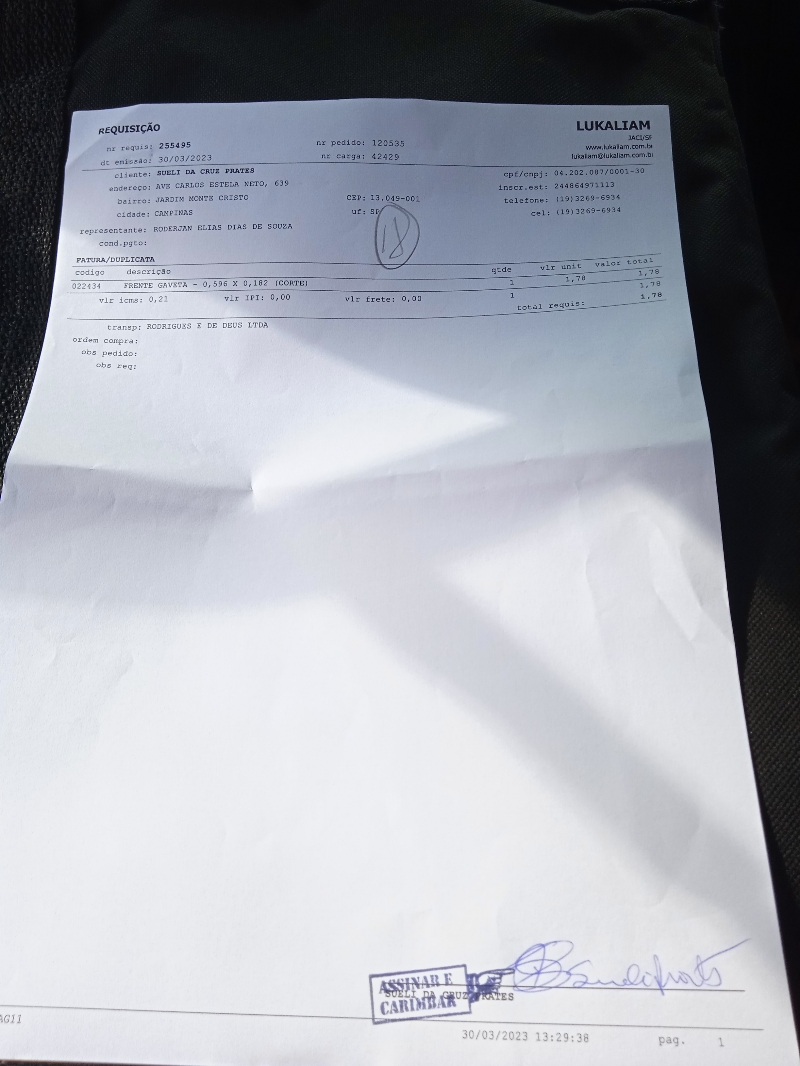 REQUISIÇÃO
LUKALIAM
JACI/SP
nr requis: 255495
nr pedido: 120535
www.lukaliam.com.br
dt emissão: 30/03/2023
nr carga: 42429
lukaliam@lukaliam.com.br
cliente: SUELI DA CRUZ PRATES
cpf/cnpj: 04.202.087/0001-30
endereço: AVE CARLOS ESTELA NETO, 639
inscr.est: 244864971113
bairro: JARDIM MONTE CRISTO
CEP: 13.049-001
telefone: (19)3269-6934
cidade: CAMPINAS
uf: SP
cel: (19)3269-6934
18
representante: RODERJAN ELIAS DIAS DE SOUZA
cond.pgto:
FATURA/DUPLICATA
codigo descrição qtde vlr unit valor total
022434 FRENTE GAVETA - 0,596 X 0,182 (CORTE) 1 1,78 1,78
vlr icms: 0,21 vlr IPI: 0,00 vlr frete: 0,00 1 1,78
total requis: 1,78
transp: RODRIGUES E DE DEUS LTDA
ordem compra:
obs pedido:
obs req:
ASSINAR E
CARIMBAR
SUELI DA CRUZ PRATES
30/03/2023 13:29:38
pag. 1